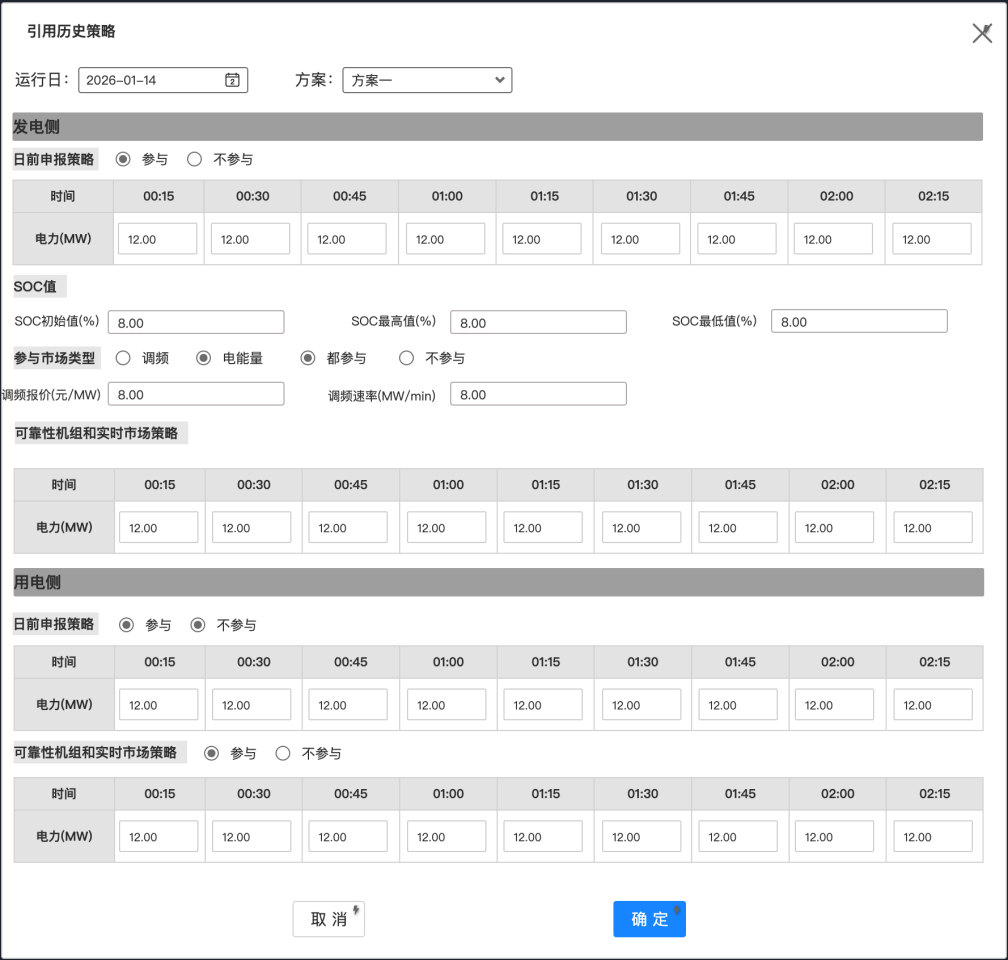 引用历史策略
运行日： 2026-01-14 2 方案： 方案一
发电侧
日前申报策略 参与 不参与
时间 00:15 00:30 00:45 01:00 01:15 01:30 01:45 02:00 02:15
电力(MW) 12.00 12.00 12.00 12.00 12.00 12.00 12.00 12.00 12.00
SOC值
SOC初始值(%) 8.00 SOC最高值(%) 8.00 SOC最低值(%) 8.00
参与市场类型 调频 电能量 都参与 不参与
调频报价(元/MW) 8.00 调频速率(MW/min) 8.00
可靠性机组和实时市场策略
时间 00:15 00:30 00:45 01:00 01:15 01:30 01:45 02:00 02:15
电力(MW) 12.00 12.00 12.00 12.00 12.00 12.00 12.00 12.00 12.00
用电侧
日前申报策略 参与 不参与
时间 00:15 00:30 00:45 01:00 01:15 01:30 01:45 02:00 02:15
电力(MW) 12.00 12.00 12.00 12.00 12.00 12.00 12.00 12.00 12.00
可靠性机组和实时市场策略 参与 不参与
时间 00:15 00:30 00:45 01:00 01:15 01:30 01:45 02:00 02:15
电力(MW) 12.00 12.00 12.00 12.00 12.00 12.00 12.00 12.00 12.00
取 消 确 定